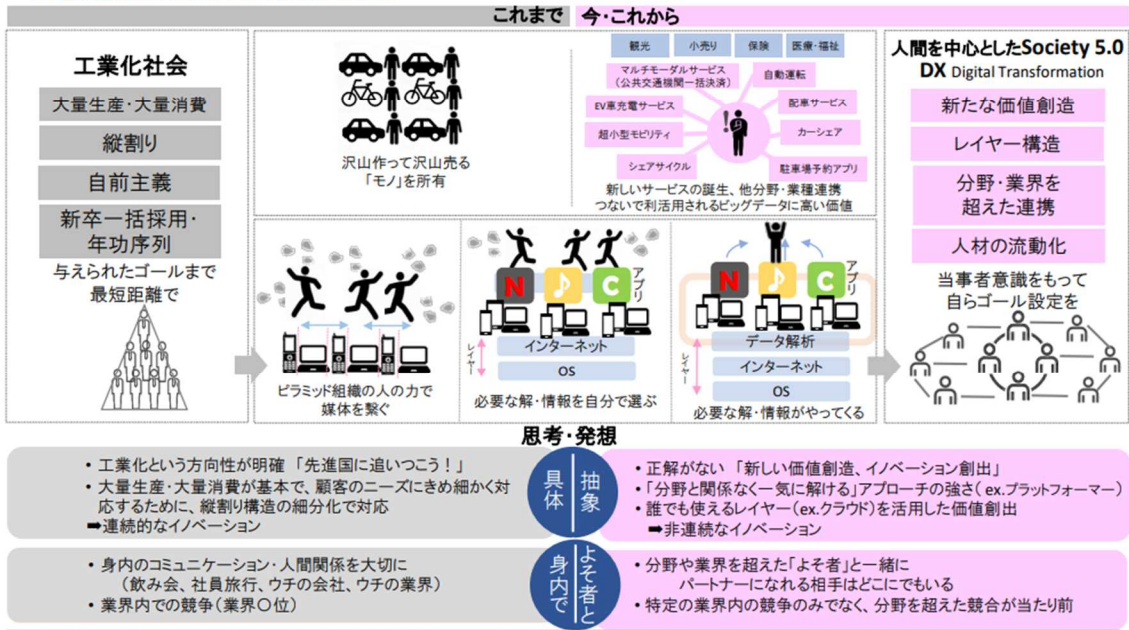 これまで
今・これから
工業化社会
大量生産・大量消費
縦割り
自前主義
新卒一括採用・
年功序列
与えられたゴールまで
最短距離で
沢山作って沢山売る
「モノ」を所有
観光
小売り
保険
医療・福祉
マルチモーダルサービス
（公共交通機関一括決済）
自動運転
EV車充電サービス
配車サービス
超小型モビリティ
カーシェア
シェアサイクル
駐車場予約アプリ
新しいサービスの誕生、他分野・業種連携
つないで利活用されるビッグデータに高い価値
ピラミッド組織の人の力で
媒体を繋ぐ
N
C
アプリ
レイヤー
インターネット
OS
必要な解・情報を自分で選ぶ
N
C
アプリ
レイヤー
データ解析
インターネット
OS
必要な解・情報がやってくる
人間を中心としたSociety 5.0
DX Digital Transformation
新たな価値創造
レイヤー構造
分野・業界を
超えた連携
人材の流動化
当事者意識をもって
自らゴール設定を
思考・発想
• 工業化という方向性が明確 「先進国に追いつこう！」
• 大量生産・大量消費が基本で、顧客のニーズにきめ細かく対
応するために、縦割り構造の細分化で対応
➡連続的なイノベーション
具体
抽象
• 正解がない 「新しい価値創造、イノベーション創出」
• 「分野と関係なく一気に解ける」アプローチの強さ（ex.プラットフォーマー）
• 誰でも使えるレイヤー（ex.クラウド）を活用した価値創出
➡非連続なイノベーション
• 身内のコミュニケーション・人間関係を大切に
（飲み会、社員旅行、ウチの会社、ウチの業界）
• 業界内での競争（業界〇位）
身内で
よそ者と
• 分野や業界を超えた「よそ者」と一緒に
パートナーになれる相手はどこにでもいる
• 特定の業界内の競争のみでなく、分野を超えた競合が当たり前